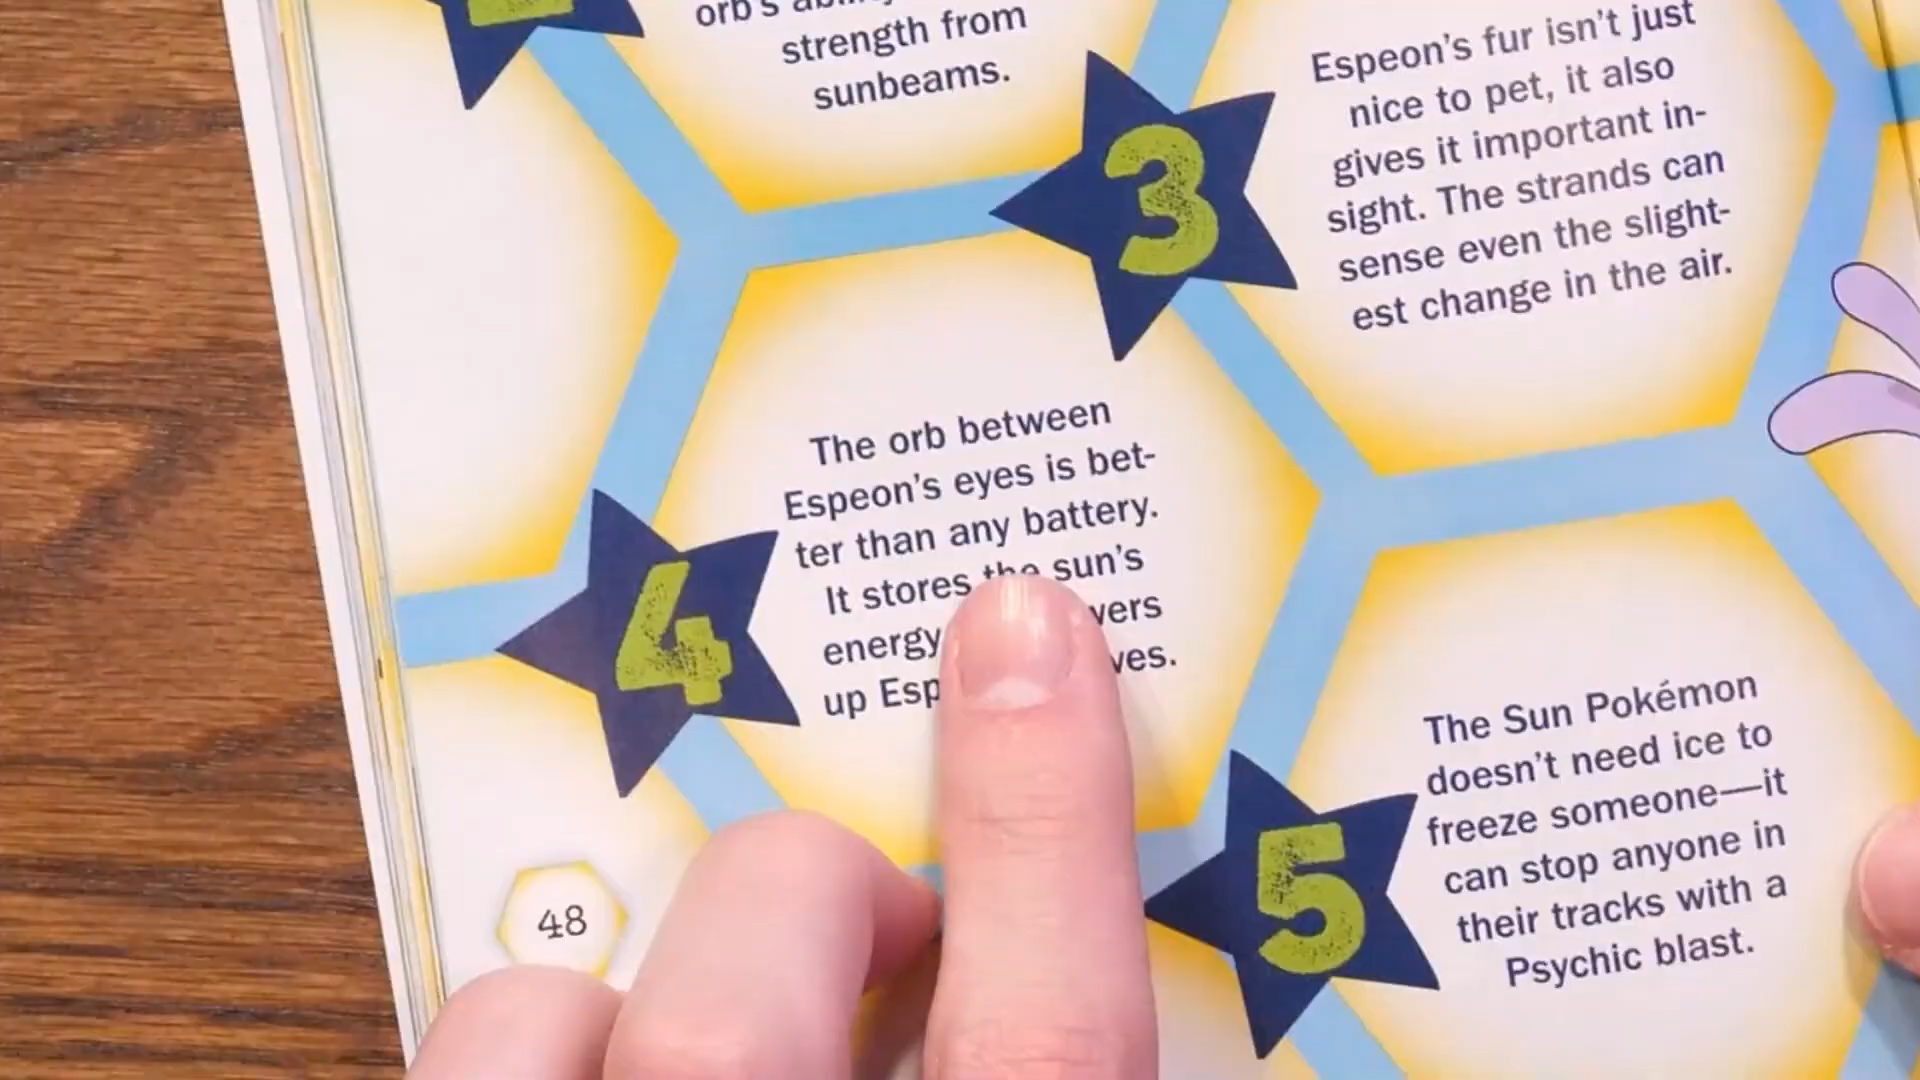 orb's
strength from
sunbeams.
3
Espeon's fur isn't just
nice to pet, it also
gives it important in-
sight. The strands can
sense even the slight-
est change in the air.
4
The orb between
Espeon's eyes is bet-
ter than any battery.
It stores the sun's
energy
up
5
The Sun Pokémon
doesn't need ice to
freeze someone—it
can stop anyone in
their tracks with a
Psychic blast.
48